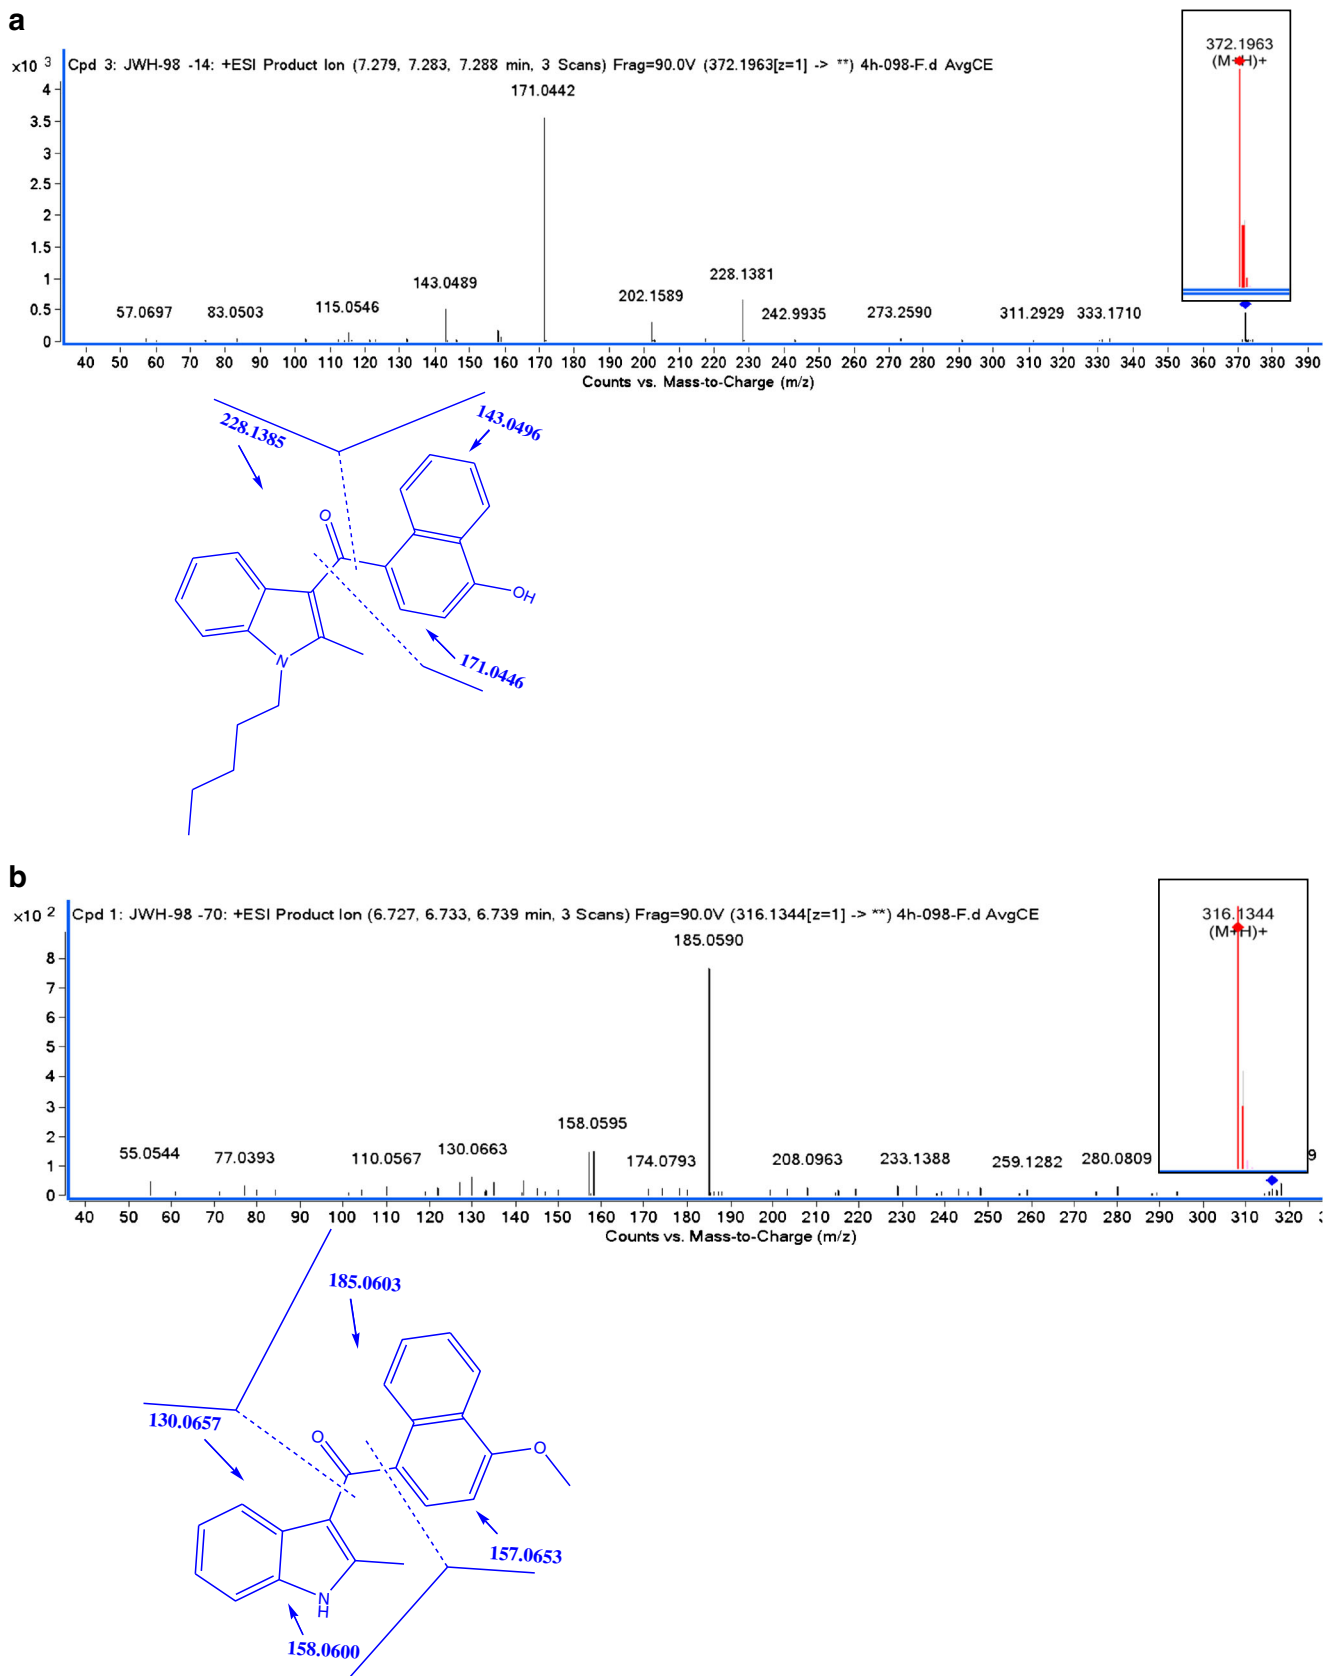 a
372.1963
(M+H)+
×10 3
Cpd 3: JWH-98 -14: +ESI Product Ion (7.279, 7.283, 7.288 min, 3 Scans) Frag=90.0V (372.1963[z=1] -> **) 4h-098-F.d AvgCE
171.0442
4
3.5
3
2.5
2
1.5
1
0.5
0
57.0697 83.0503 115.0546 143.0489 202.1589 228.1381 242.9935 273.2590 311.2929 333.1710
40 50 60 70 80 90 100 110 120 130 140 150 160 170 180 190 200 210 220 230 240 250 260 270 280 290 300 310 320 330 340 350 360 370 380 390
Counts vs. Mass-to-Charge (m/z)
228.1385
143.0496
O
OH
N
171.0446
b
316.1344
(M+H)+
×10 2
Cpd 1: JWH-98 -70: +ESI Product Ion (6.727, 6.733, 6.739 min, 3 Scans) Frag=90.0V (316.1344[z=1] -> **) 4h-098-F.d AvgCE
185.0590
8
7
6
5
4
3
2
1
0
55.0544 77.0393 110.0567 130.0663 158.0595 174.0793 208.0963 233.1388 259.1282 280.0809 9
40 50 60 70 80 90 100 110 120 130 140 150 160 170 180 190 200 210 220 230 240 250 260 270 280 290 300 310 320
Counts vs. Mass-to-Charge (m/z)
185.0603
130.0657
O
O
157.0653
N
H
158.0600